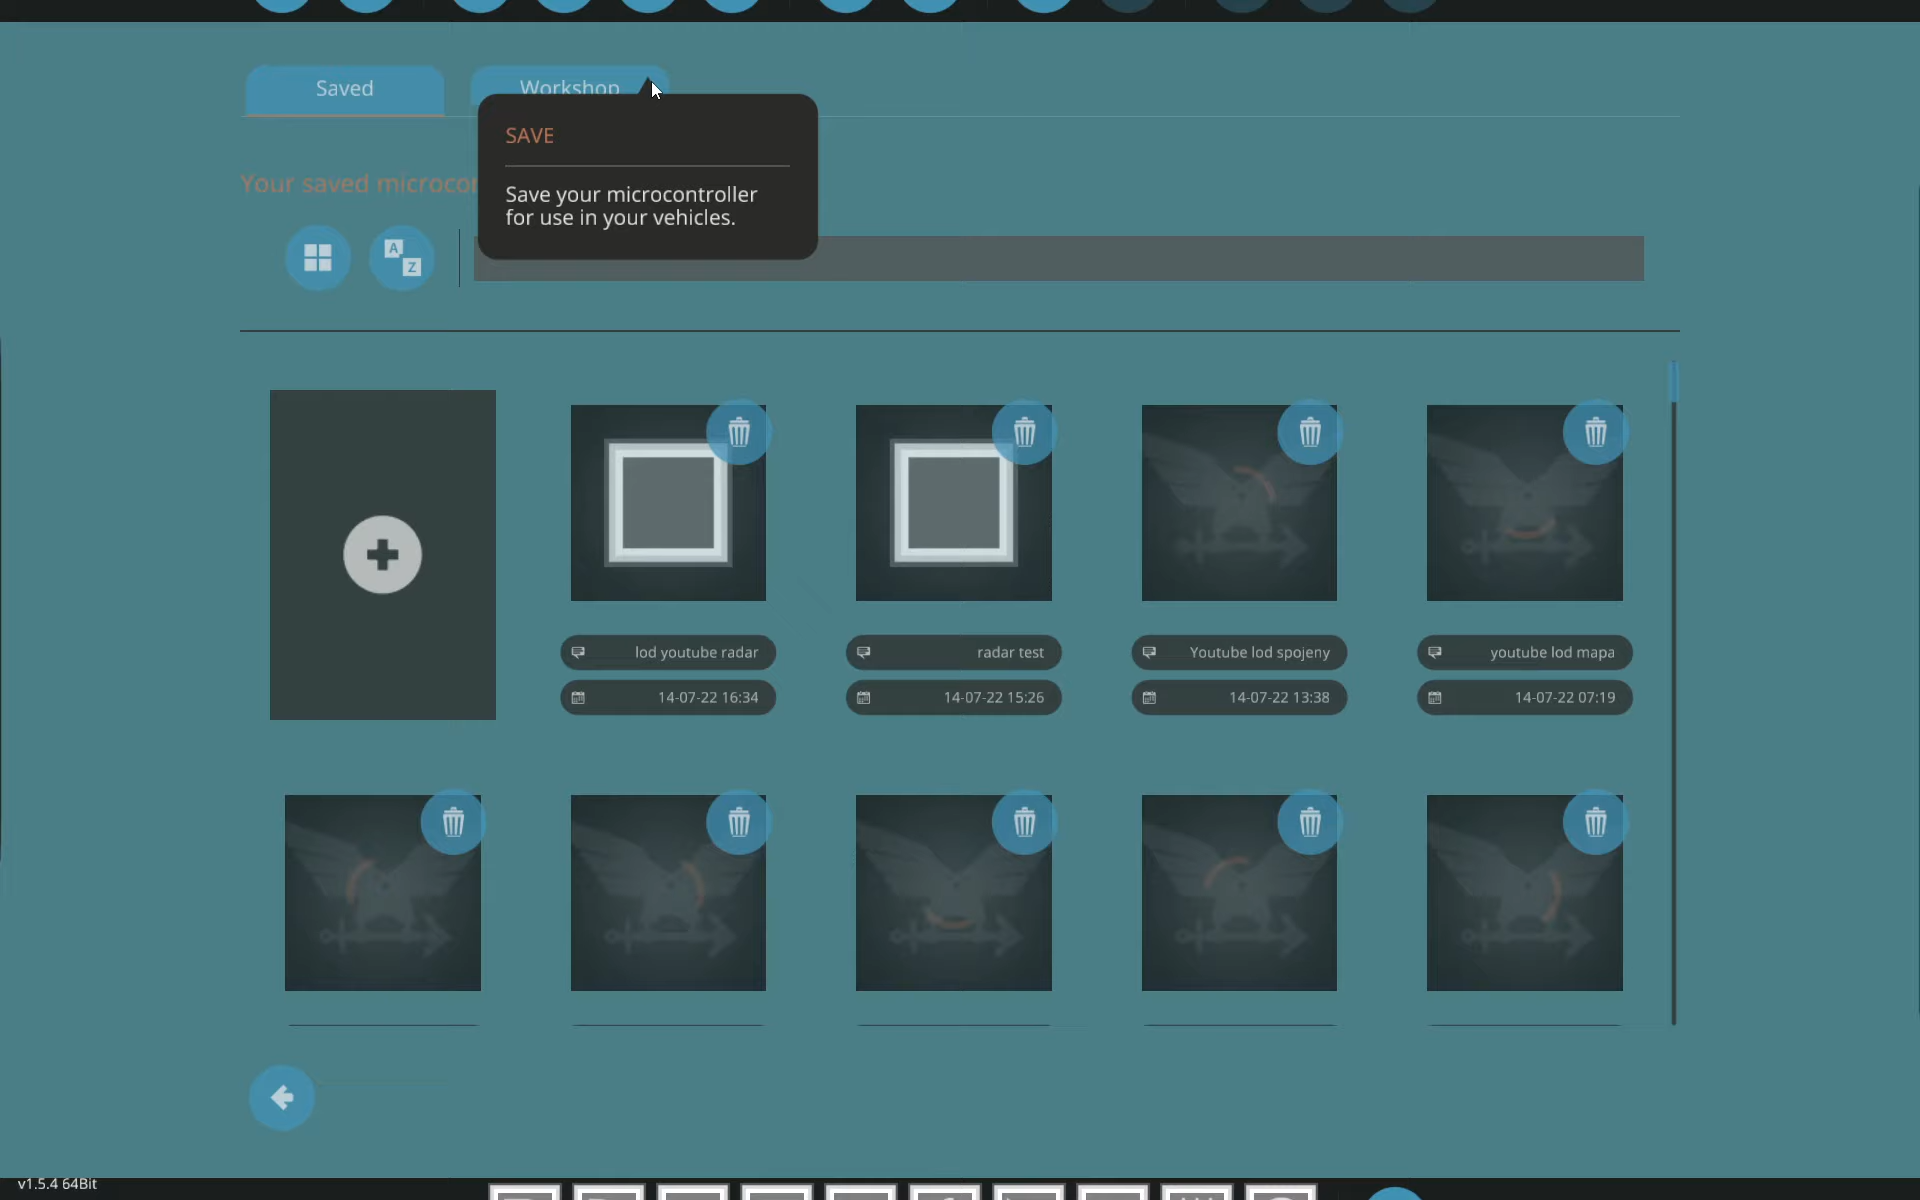 Saved
Workshop
SAVE
Save your microcontroller
for use in your vehicles.
Your saved
A
Z
lod youtube radar
radar test
Youtube lod spojeny
youtube lod mapa
14-07-22 16:34
14-07-22 15:26
14-07-22 13:38
14-07-22 07:19
v1.5.4 64Bit